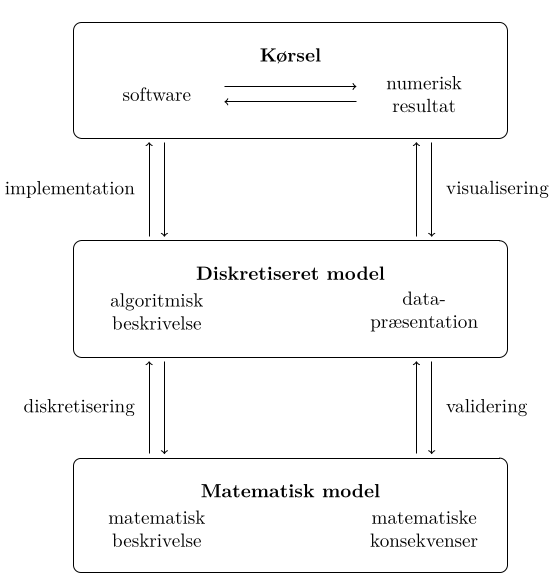 Kørsel
software
numerisk
resultat
implementation
visualisering
Diskretiseret model
algoritmisk
beskrivelse
data-
præsentation
diskretisering
validering
Matematisk model
matematisk
beskrivelse
matematiske
konsekvenser